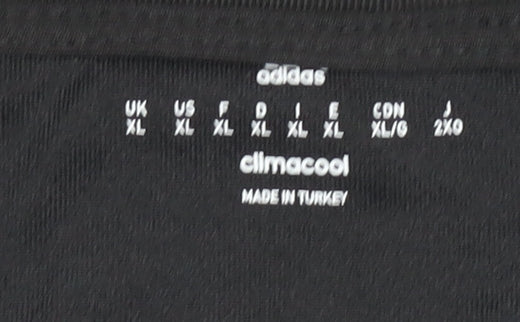 adidas
UK US F D I E CDN J
XL XL XL XL XL XL XL/G 2XO
climacool
MADE IN TURKEY